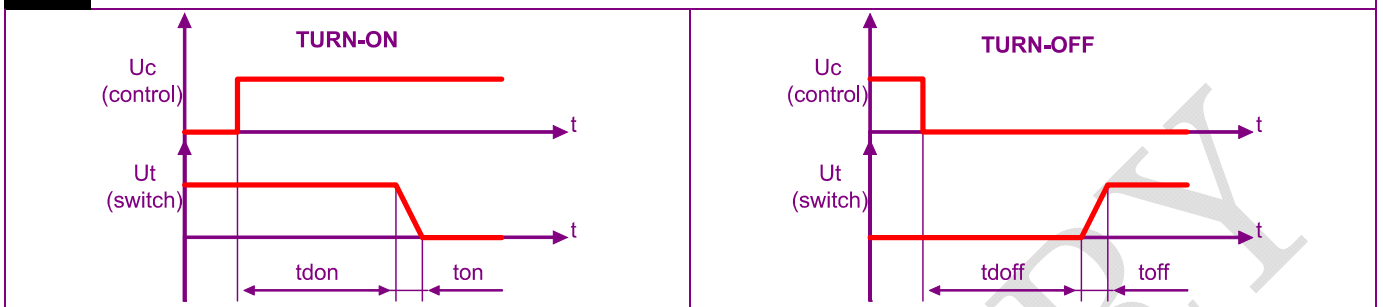 TURN-ON
Uc
(control)
t
Ut
(switch)
t
tdon
ton
TURN-OFF
Uc
(control)
t
Ut
(switch)
t
tdoff
toff